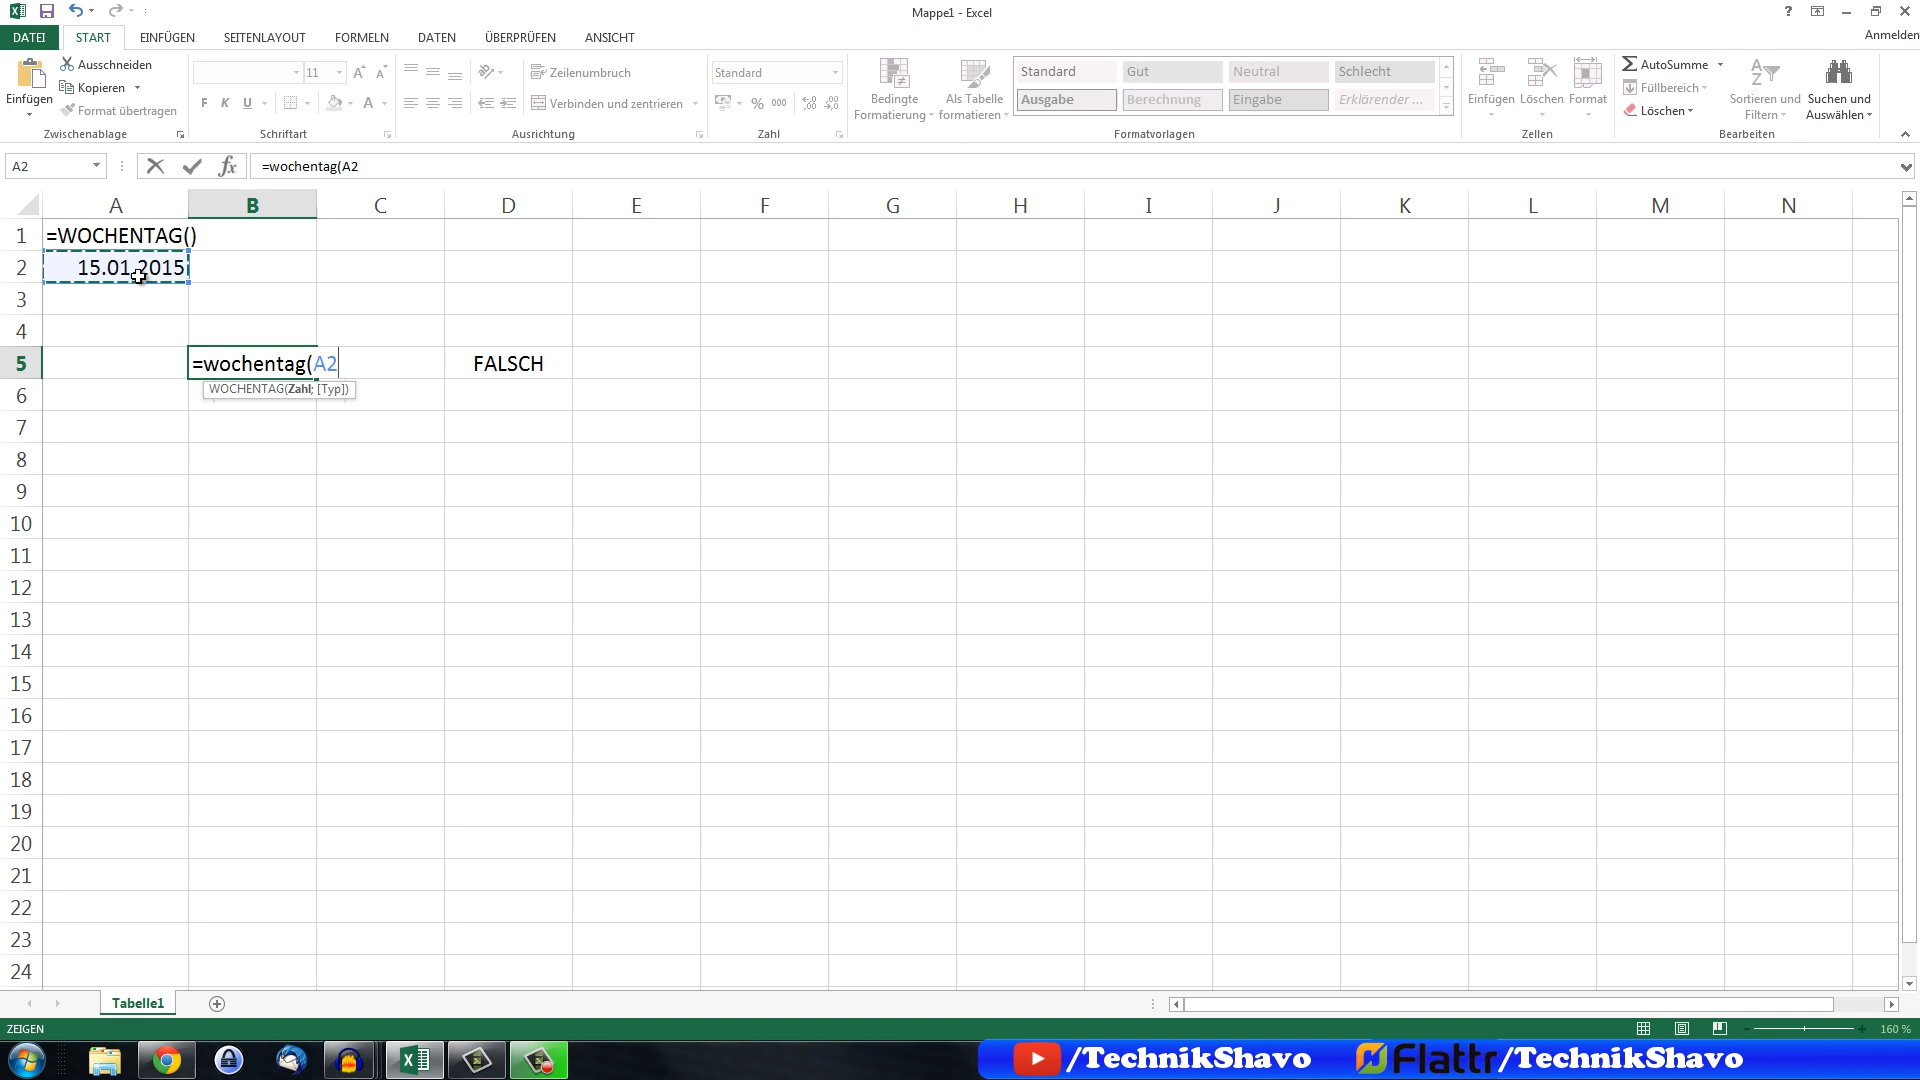 Mappe1 - Excel
?
Anmelden
DATEI START EINFÜGEN SEITENLAYOUT FORMELN DATEN ÜBERPRÜFEN ANSICHT
Einfügen
Ausschneiden
Kopieren
Format übertragen
Zwischenablage
11
F K U
Schriftart
Zeilenumbruch
Verbinden und zentrieren
Ausrichtung
Standard
% 000
Zahl
Bedingte Formatierung
Als Tabelle formatieren
Standard Gut Neutral Schlecht
Ausgabe Berechnung Eingabe Erklärender ...
Formatvorlagen
Einfügen Löschen Format
Zellen
AutoSumme
Füllbereich
Löschen
Sortieren und Filtern
Suchen und Auswählen
Bearbeiten
A2 fx =wochentag(A2
A B C D E F G H I J K L M N
1 =WOCHENTAG()
2 15.01.2015
3
4
5 =wochentag(A2 FALSCH
WOCHENTAG(Zahl; [Typ])
6
7
8
9
10
11
12
13
14
15
16
17
18
19
20
21
22
23
24
Tabelle1
ZEIGEN
160 %
/TechnikShavo Flattr/TechnikShavo